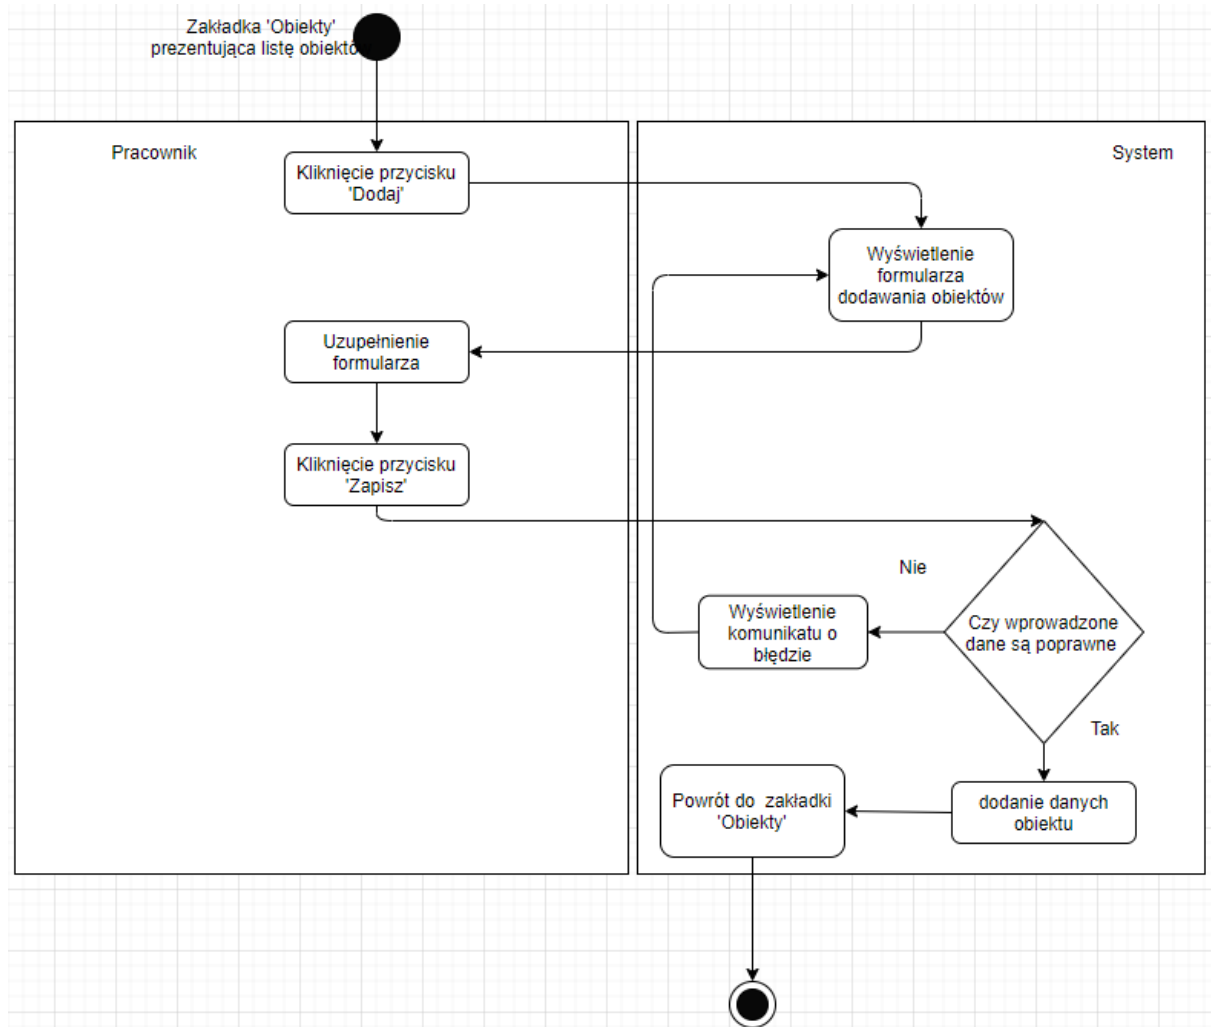 Zakładka 'Obiekty'
prezentująca listę obiektów
Pracownik
System
Kliknięcie przycisku
'Dodaj'
Wyświetlenie
formularza
dodawania obiektów
Uzupełnienie
formularza
Kliknięcie przycisku
'Zapisz'
Nie
Czy wprowadzone
dane są poprawne
Wyświetlenie
komunikatu o
błędzie
Tak
Powrót do zakładki
'Obiekty'
dodanie danych
obiektu